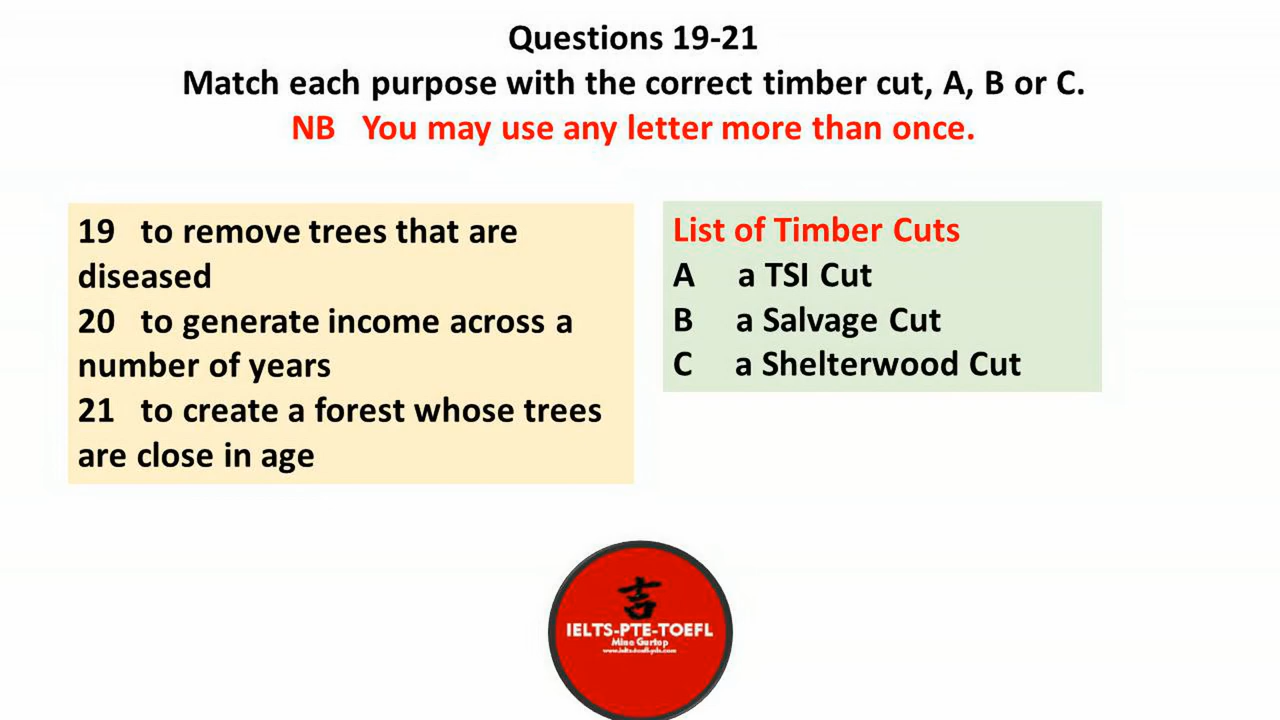 Questions 19-21
Match each purpose with the correct timber cut, A, B or C.
NB You may use any letter more than once.
19 to remove trees that are
diseased
20 to generate income across a
number of years
21 to create a forest whose trees
are close in age
List of Timber Cuts
A a TSI Cut
B a Salvage Cut
C a Shelterwood Cut
言
IELTS-PTE-TOEFL
Mine Gurtop